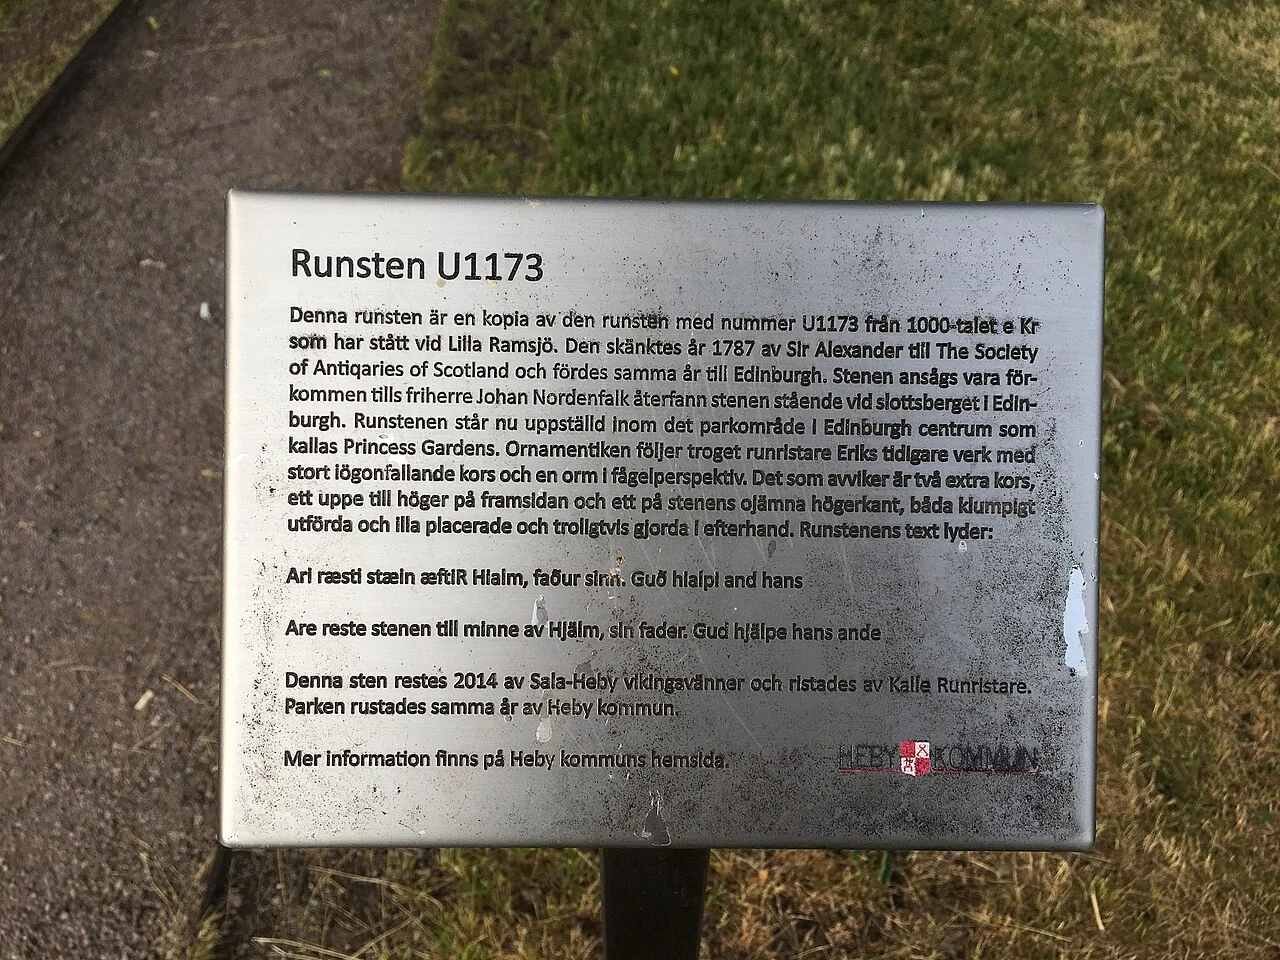 Runsten U1173
Denna runsten är en kopia av den runsten med nummer U1173 från 1000-talet e Kr
som har stått vid Lilla Ramsjö. Den skänktes år 1787 av Sir Alexander till The Society
of Antiqaries of Scotland och fördes samma år till Edinburgh. Stenen ansågs vara för-
kommen tills friherre Johan Nordenfalk återfann stenen stående vid slottsberget i Edin-
burgh. Runstenen står nu uppställd inom det parkområde i Edinburgh centrum som
kallas Princess Gardens. Ornamentiken följer troget runristare Eriks tidigare verk med
stort iögonfallande kors och en orm i fågelperspektiv. Det som avviker är två extra kors,
ett uppe till höger på framsidan och ett på stenens ojämna högerkant, båda klumpigt
utförda och illa placerade och troligtvis gjorda i efterhand. Runstenens text lyder:
Ari ræsti stæin æftiR Hialm, faður sinn. Guð hialpi and hans
Are reste stenen till minne av Hjälm, sin fader. Gud hjälpe hans ande
Denna sten restes 2014 av Sala-Heby vikingavänner och ristades av Kalle Runristare.
Parken rustades samma år av Heby kommun.
Mer information finns på Heby kommuns hemsida.
HEBY KOMMUN